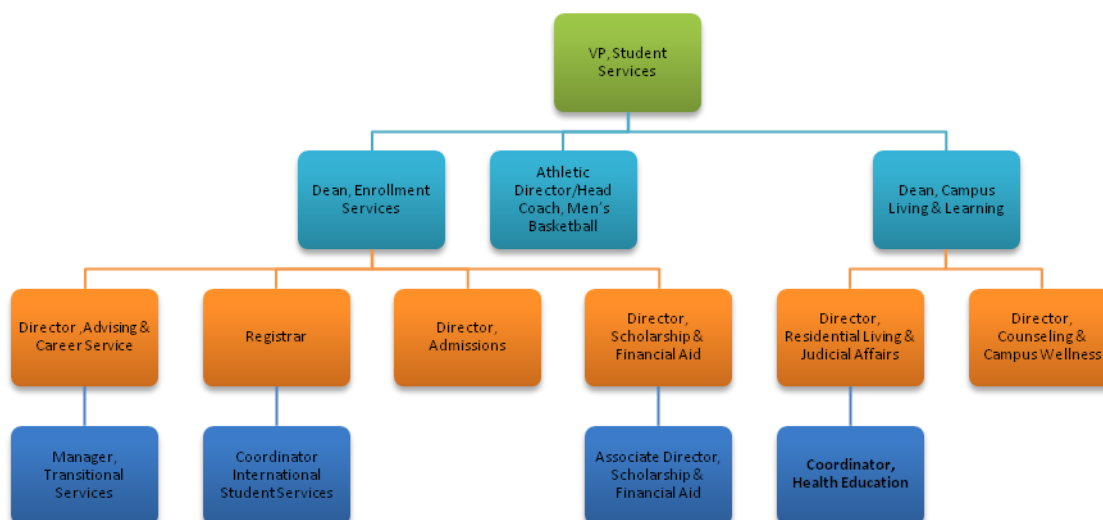 VP, Student
Services
Dean, Enrollment
Services
Athletic
Director/Head
Coach, Men's
Basketball
Dean, Campus
Living & Learning
Director ,Advising &
Career Service
Registrar
Director,
Admissions
Director,
Scholarship &
Financial Aid
Director,
Residential Living &
Judicial Affairs
Director,
Counseling &
Campus Wellness
Manager,
Transitional
Services
Coordinator
International
Student Services
Associate Director,
Scholarship &
Financial Aid
Coordinator,
Health Education